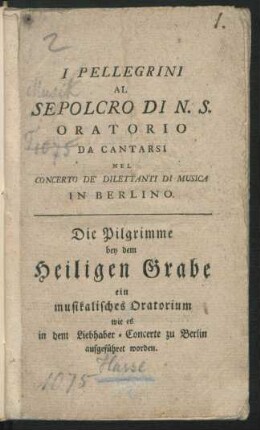 1.
2
I PELLEGRINI
AL
SEPOLCRO DI N. S.
ORATORIO
DA CANTARSI
NEL
CONCERTO DE' DILETTANTI DI MUSICA
IN BERLINO.
Musik
T 1075
Die Pilgrimme
bey dem
Heiligen Grabe
ein
musikalisches Oratorium
wie es
in dem Liebhaber-Concerte zu Berlin
aufgeführet worden.
Hasse
1075